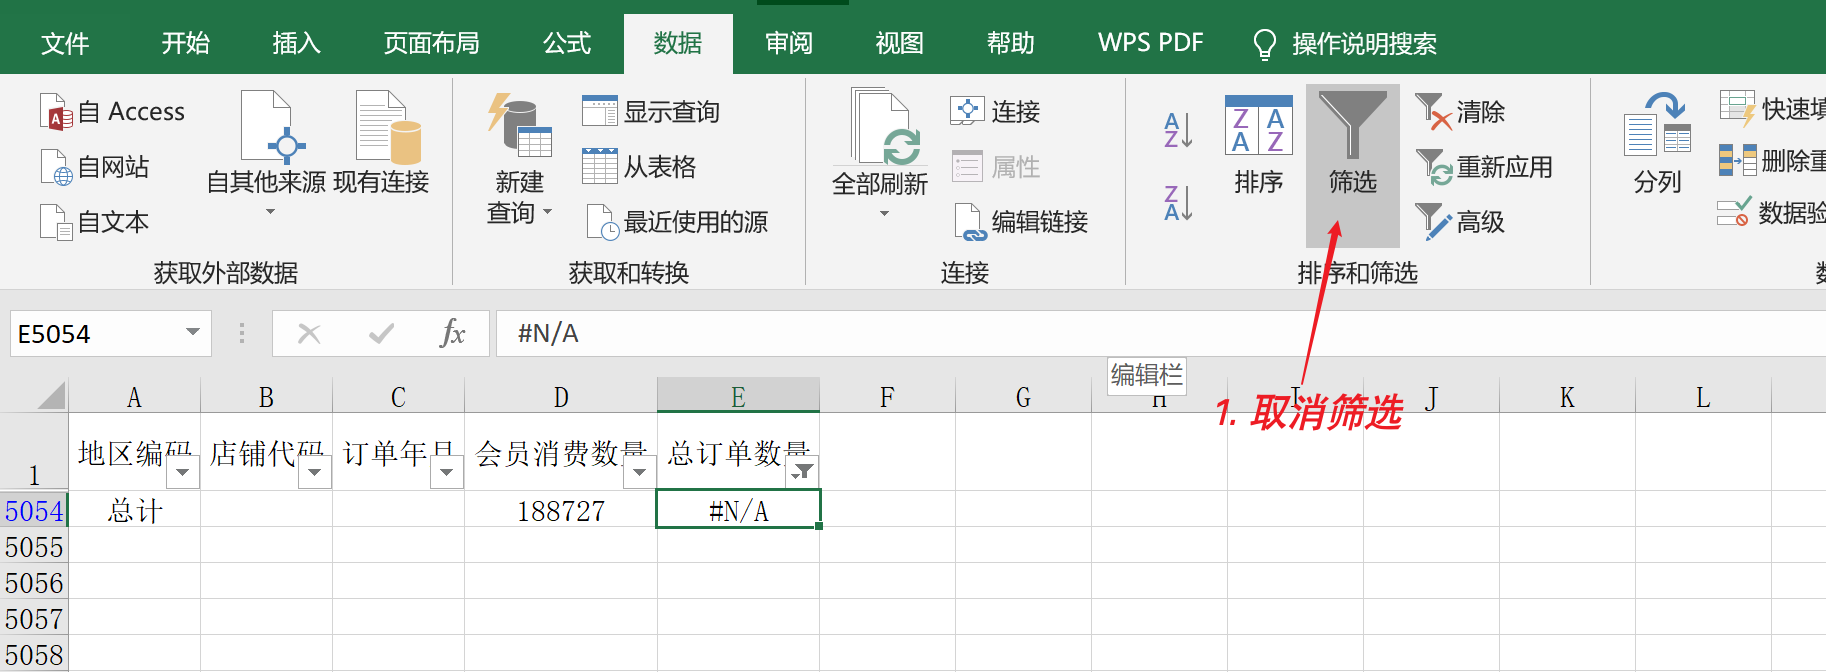 文件 开始 插入 页面布局 公式 数据 审阅 视图 帮助 WPS PDF 操作说明搜索
自 Access
自网站
自文本
自其他来源
现有连接
获取外部数据
新建
查询
显示查询
从表格
最近使用的源
获取和转换
全部刷新
连接
属性
编辑链接
连接
排序
筛选
清除
重新应用
高级
排序和筛选
分列
快速填
删除重
数据验
E5054 fx #N/A
编辑栏
A B C D E F G H I J K L
1. 取消筛选
1 地区编码 店铺代码 订单年月 会员消费数量 总订单数量
5054 总计 188727 #N/A
5055
5056
5057
5058